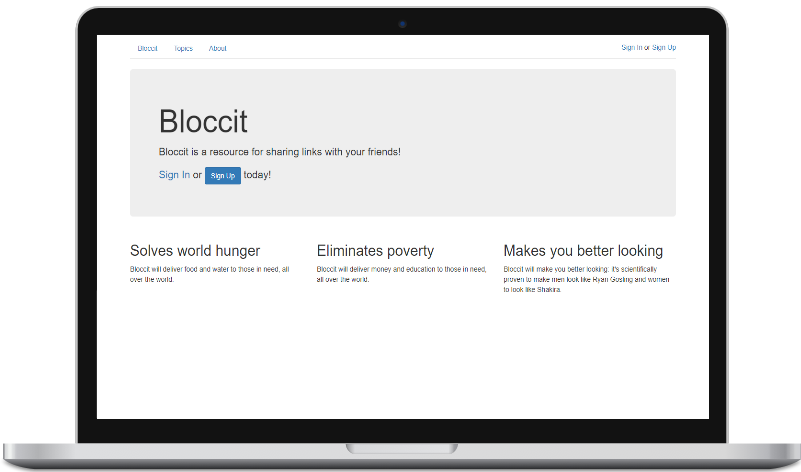 Bloccit Topics About Sign In or Sign Up
Bloccit
Bloccit is a resource for sharing links with your friends!
Sign In or Sign Up today!
Solves world hunger
Bloccit will deliver food and water to those in need, all
over the world.
Eliminates poverty
Bloccit will deliver money and education to those in need,
all over the world.
Makes you better looking
Bloccit will make you better looking: it's scientifically
proven to make men look like Ryan Gosling and women
to look like Shakira.